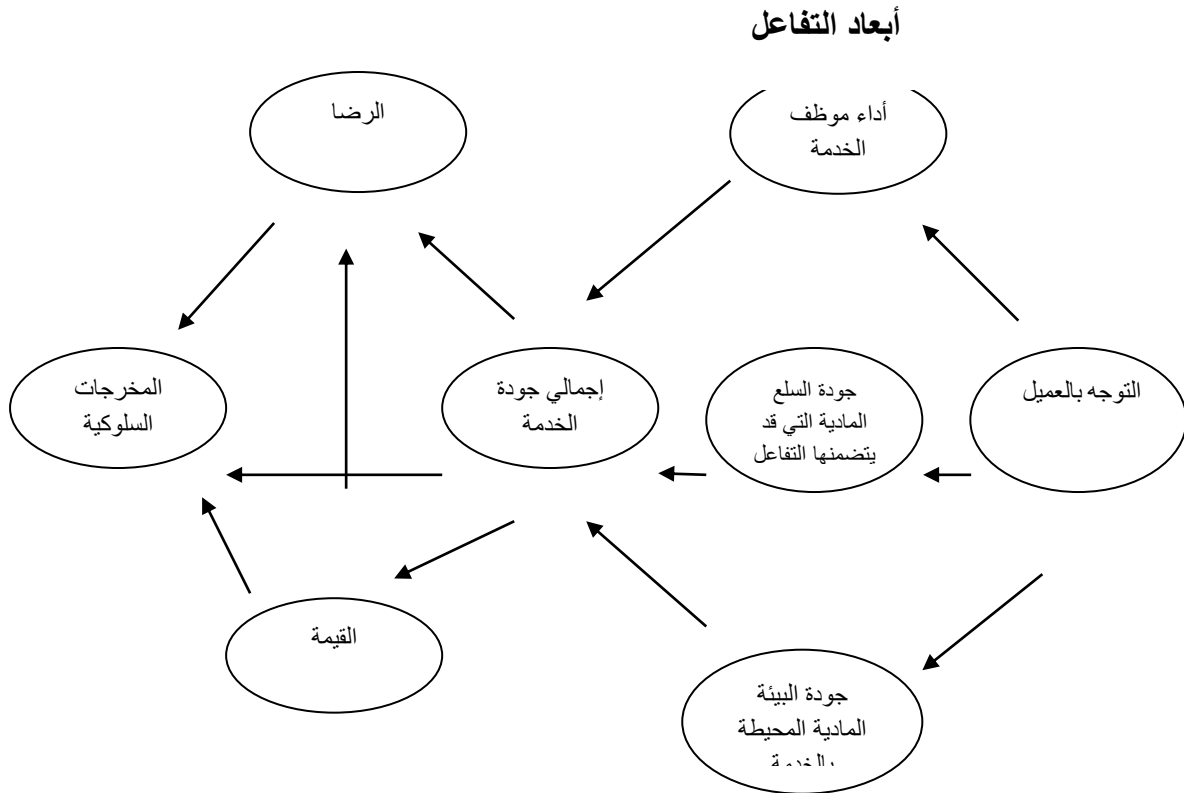 أبعاد التفاعل
أداء موظف
الخدمة
الرضا
التوجه بالعميل
جودة السلع
المادية التي قد
يتضمنها التفاعل
إجمالي جودة
الخدمة
المخرجات
السلوكية
القيمة
جودة البيئة
المادية المحيطة
بالخدمة